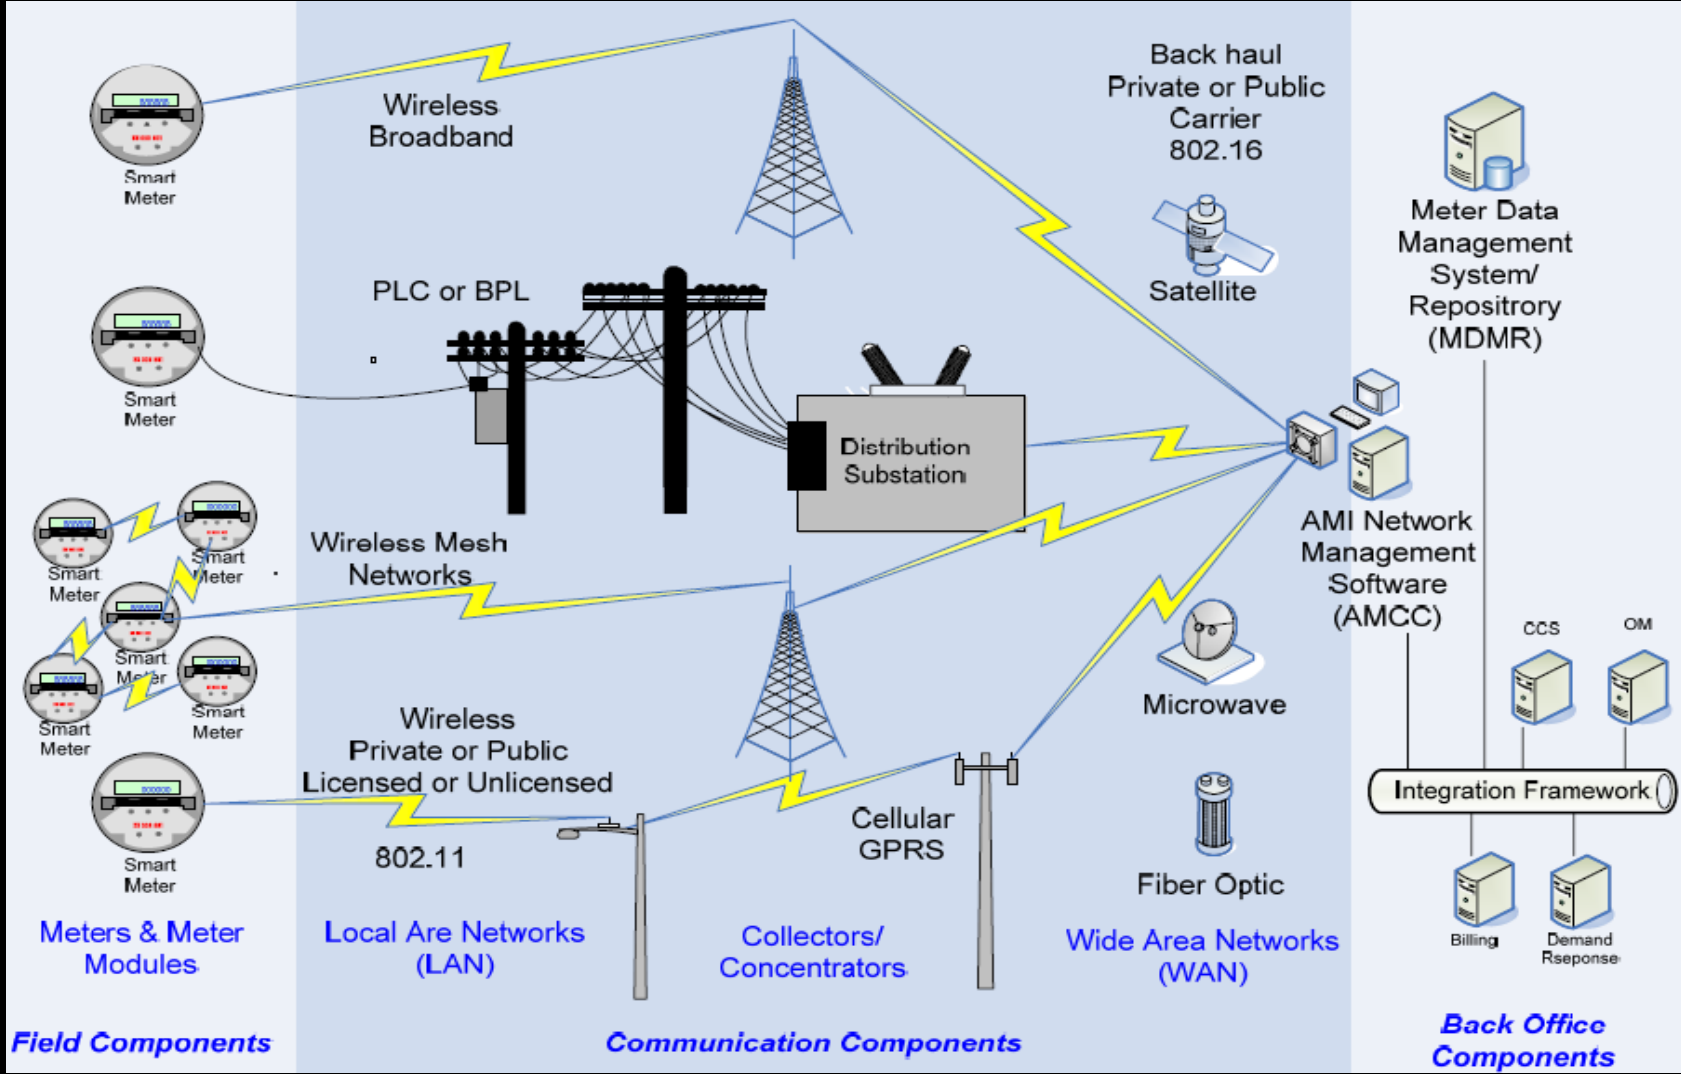 Smart
Meter
Wireless
Broadband
Back haul
Private or Public
Carrier
802.16
Satellite
Meter Data
Management
System/
Repositrory
(MDMR)
Smart
Meter
PLC or BPL
Distribution
Substation
AMI Network
Management
Software
(AMCC)
Smart
Meter
Smart
Meter
Smart
Meter
Smart
Meter
Smart
Meter
Wireless Mesh
Networks
Microwave
CCS
OM
Smart
Meter
Wireless
Private or Public
Licensed or Unlicensed
802.11
Cellular
GPRS
Fiber Optic
Integration Framework
Billing
Demand
Rseponse
Meters & Meter
Modules
Local Are Networks
(LAN)
Collectors/
Concentrators
Wide Area Networks
(WAN)
Field Components
Communication Components
Back Office
Components